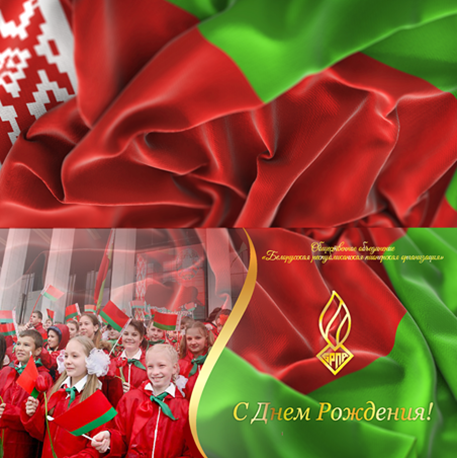 Общественное объединение
«Белорусская республиканская пионерская организация»
БРПО
С Днем Рождения!